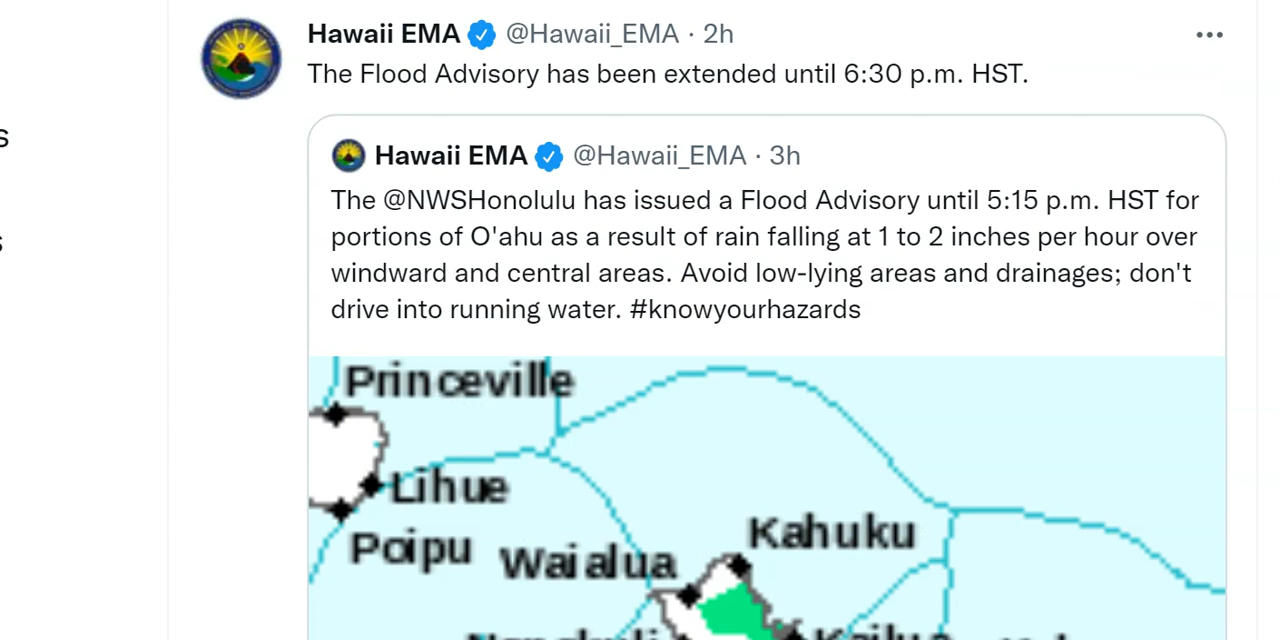 Hawaii EMA @Hawaii_EMA · 2h
The Flood Advisory has been extended until 6:30 p.m. HST.
Hawaii EMA @Hawaii_EMA · 3h
The @NWSHonolulu has issued a Flood Advisory until 5:15 p.m. HST for
portions of O'ahu as a result of rain falling at 1 to 2 inches per hour over
windward and central areas. Avoid low-lying areas and drainages; don't
drive into running water. #knowyourhazards
Princeville
Lihue
Kahuku
Poipu
Waialua